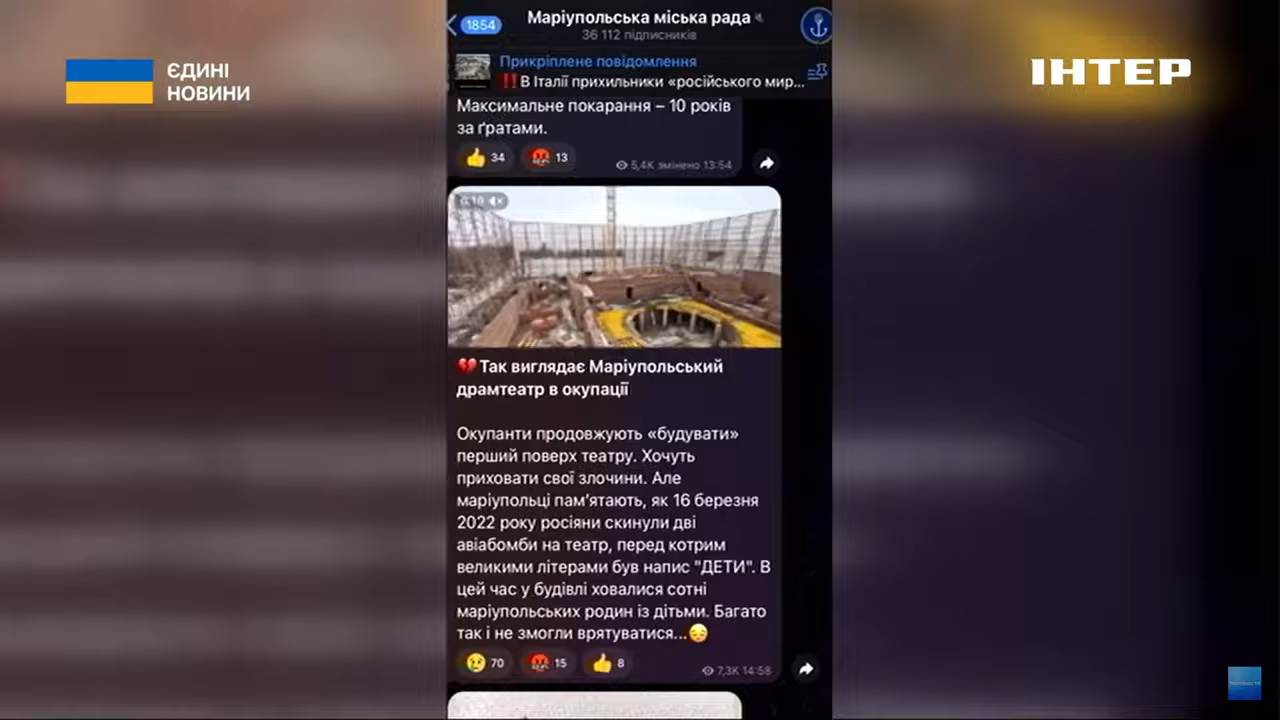 ЄДИНІ
НОВИНИ
ІНТЕР
1854
Маріупольська міська рада
36 112 підписників
Прикріплене повідомлення
‼️В Італії прихильники «російського мир...
Максимальне покарання – 10 років
за ґратами.
👍 34 🤬 13
5,4K змінено 13:54
0:10
💔Так виглядає Маріупольський
драмтеатр в окупації
Окупанти продовжують «будувати»
перший поверх театру. Хочуть
приховати свої злочини. Але
маріупольці пам'ятають, як 16 березня
2022 року росіяни скинули дві
авіабомби на театр, перед котрим
великими літерами був напис "ДЕТИ". В
цей час у будівлі ховалися сотні
маріупольських родин із дітьми. Багато
так і не змогли врятуватися...😔
😢 70 🤬 15 👍 8
7,3K 14:58